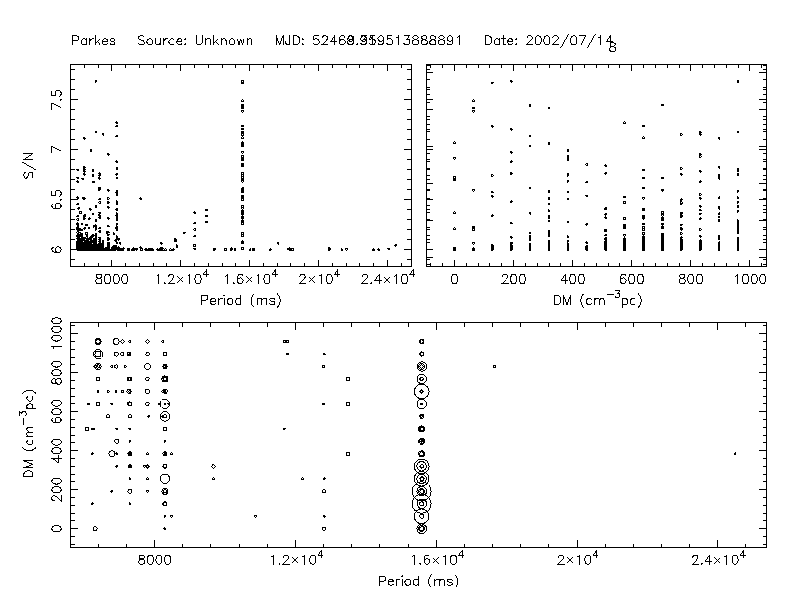 Parkes Source: Unknown MJD: Date: 2002/07/14
S/N
7.5
7
6.5
6
8000 1.2×10⁴ 1.6×10⁴ 2×10⁴ 2.4×10⁴
Period (ms)
0 200 400 600 800 1000
DM (cm⁻³pc)
DM (cm⁻³pc)
1000
800
600
400
200
0
8000 1.2×10⁴ 1.6×10⁴ 2×10⁴ 2.4×10⁴
Period (ms)